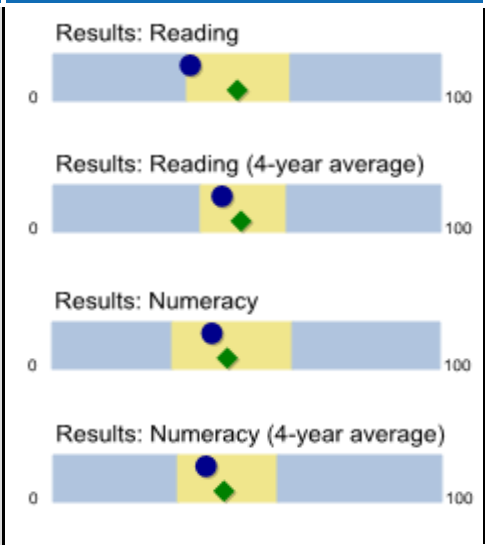 Results: Reading
0 100
Results: Reading (4-year average)
0 100
Results: Numeracy
0 100
Results: Numeracy (4-year average)
0 100